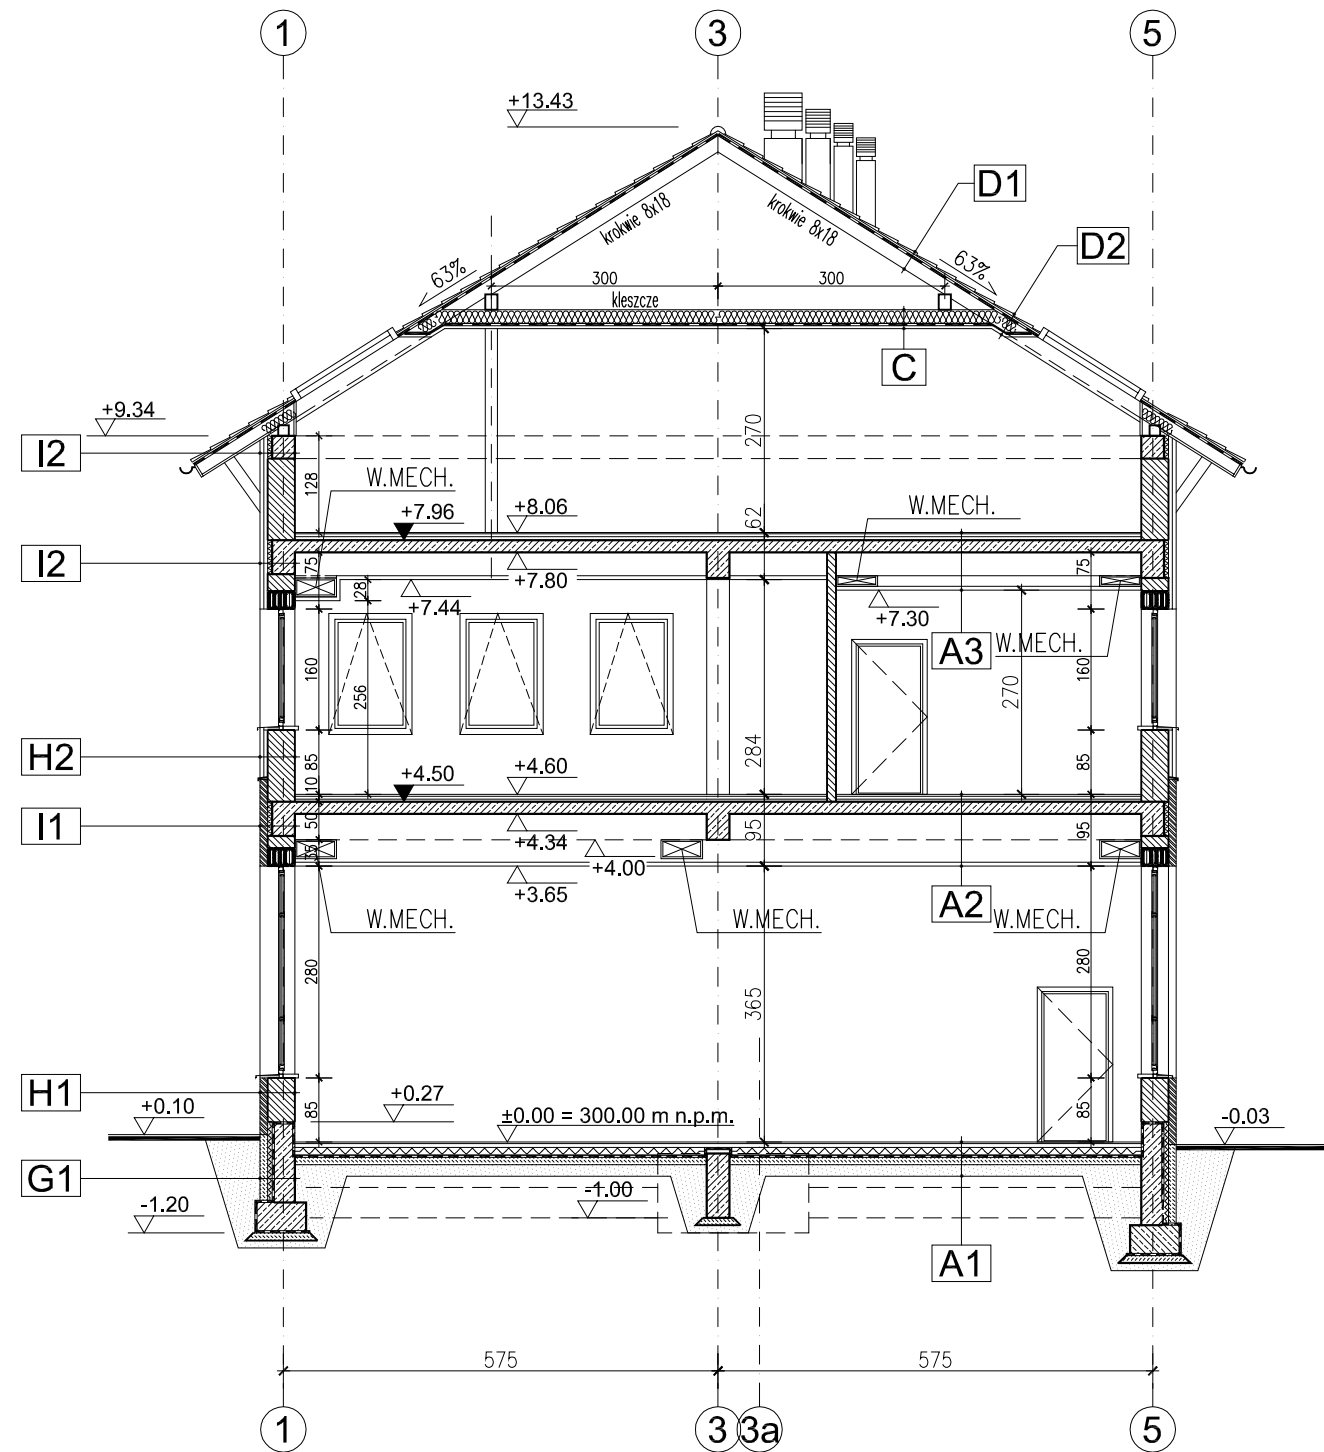 1 3 5
+13.43
D1
krokwie 8x18 krokwie 8x18
D2
63% 63%
300 300
kleszcze
C
+9.34
270
I2
128
W.MECH.
W.MECH.
+7.96 +8.06
62
I2
75 +7.80 75
28
+7.44 +7.30
A3 W.MECH.
160 256 270 160
H2
85 284 85
10 +4.50 +4.60
I1
50 95 95
+4.34
35 +4.00
+3.65
A2
W.MECH. W.MECH. W.MECH.
280 280
365
H1
+0.27
+0.10 85 ±0.00 = 300.00 m n.p.m. 85 -0.03
G1
-1.20 -1.00
A1
575 575
1 3 3a 5